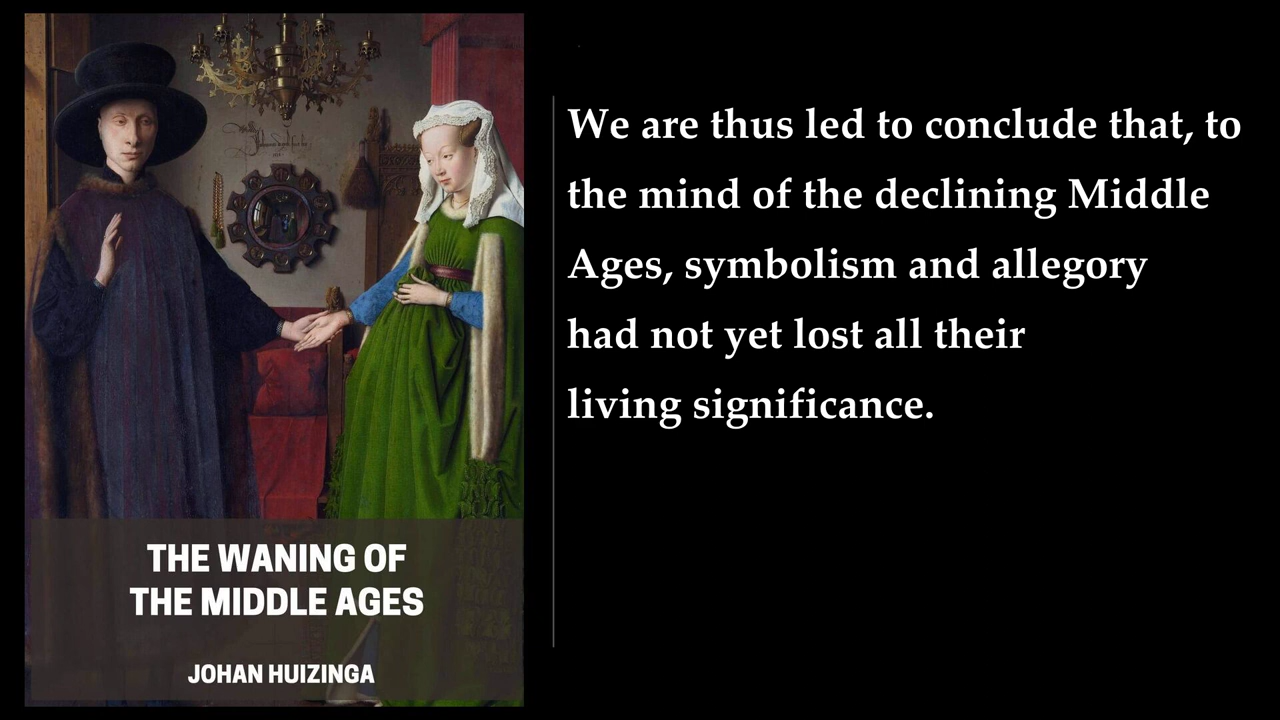 We are thus led to conclude that, to
the mind of the declining Middle
Ages, symbolism and allegory
had not yet lost all their
living significance.
THE WANING OF
THE MIDDLE AGES
JOHAN HUIZINGA